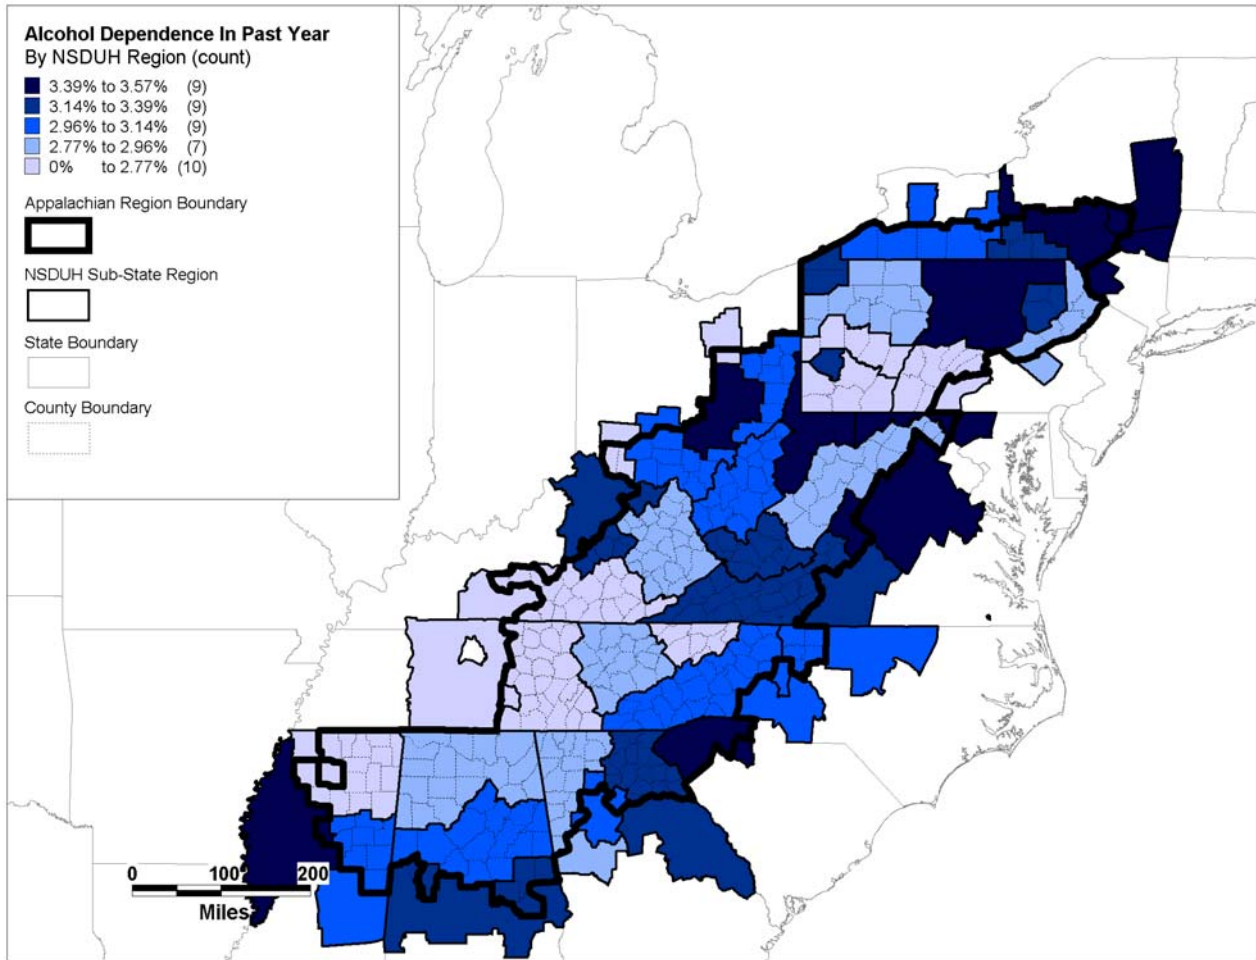 Alcohol Dependence In Past Year
By NSDUH Region (count)
3.39% to 3.57% (9)
3.14% to 3.39% (9)
2.96% to 3.14% (9)
2.77% to 2.96% (7)
0% to 2.77% (10)
Appalachian Region Boundary
NSDUH Sub-State Region
State Boundary
County Boundary
0 100 200
Miles